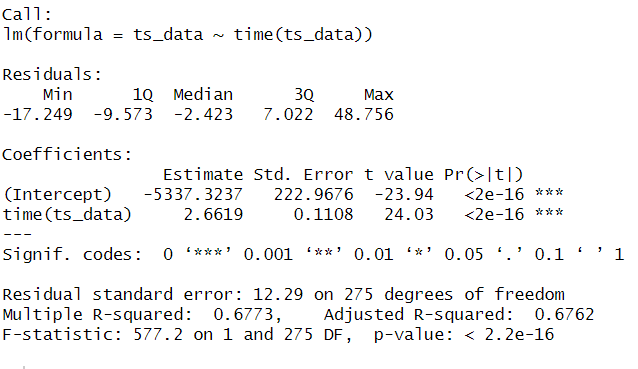 Call:
lm(formula = ts_data ~ time(ts_data))
Residuals:
    Min      1Q  Median      3Q     Max
-17.249  -9.573  -2.423   7.022  48.756
Coefficients:
                Estimate Std. Error t value Pr(>|t|)
(Intercept)   -5337.3237   222.9676  -23.94   <2e-16 ***
time(ts_data)     2.6619     0.1108   24.03   <2e-16 ***
---
Signif. codes:  0 ‘***’ 0.001 ‘**’ 0.01 ‘*’ 0.05 ‘.’ 0.1 ‘ ’ 1
Residual standard error: 12.29 on 275 degrees of freedom
Multiple R-squared:  0.6773,    Adjusted R-squared:  0.6762
F-statistic: 577.2 on 1 and 275 DF,  p-value: < 2.2e-16